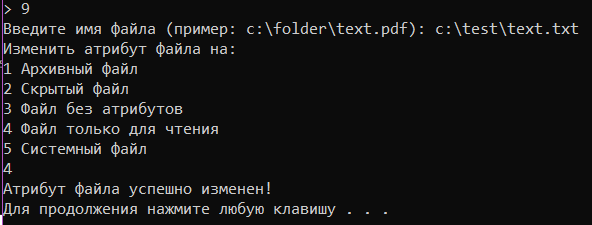 > 9
Введите имя файла (пример: c:\folder\text.pdf): c:\test\text.txt
Изменить атрибут файла на:
1 Архивный файл
2 Скрытый файл
3 Файл без атрибутов
4 Файл только для чтения
5 Системный файл
4
Атрибут файла успешно изменен!
Для продолжения нажмите любую клавишу . . .